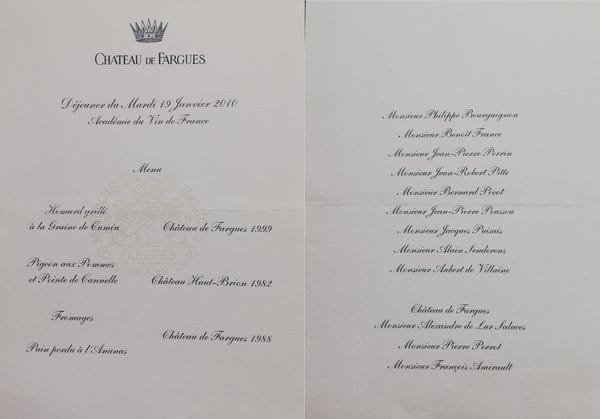 CHATEAU DE FARGUES
Déjeuner du Mardi 19 Janvier 2010
Académie du Vin de France
Menu
Homard grillé
à la Graine de Cumin Château de Fargues 1999
Pigeon aux Pommes
et Pointe de Cannelle Château Haut-Brion 1982
Fromages
Château de Fargues 1988
Pain perdu à l'Ananas
FARGUES
Monsieur Philippe Bourguignon
Monsieur Benoît France
Monsieur Jean-Pierre Perrin
Monsieur Jean-Robert Pitte
Monsieur Bernard Pivot
Monsieur Jean-Pierre Poussou
Monsieur Jacques Puisais
Monsieur Alain Senderens
Monsieur Aubert de Villaine
Château de Fargues
Monsieur Alexandre de Lur Saluces
Monsieur Pierre Perrot
Monsieur François Amirault